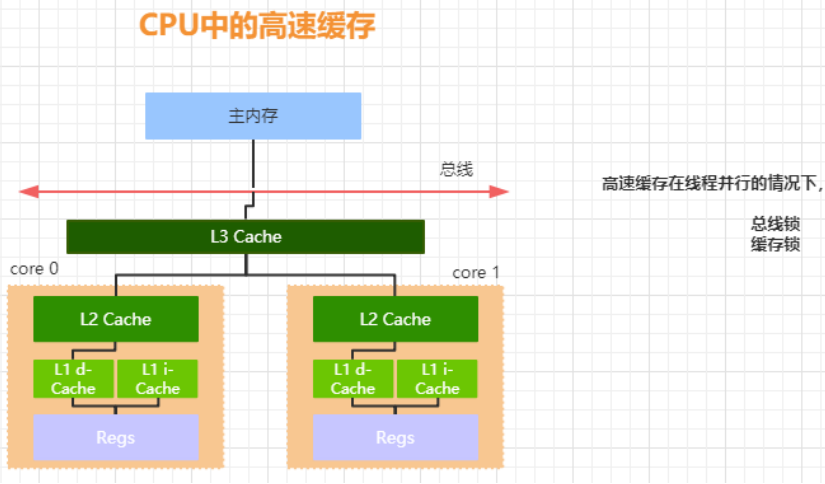 CPU中的高速缓存
主内存
总线
高速缓存在线程并行的情况下，
总线锁
缓存锁
L3 Cache
core 0
core 1
L2 Cache
L2 Cache
L1 d-
Cache
L1 i-
Cache
L1 d-
Cache
L1 i-
Cache
Regs
Regs